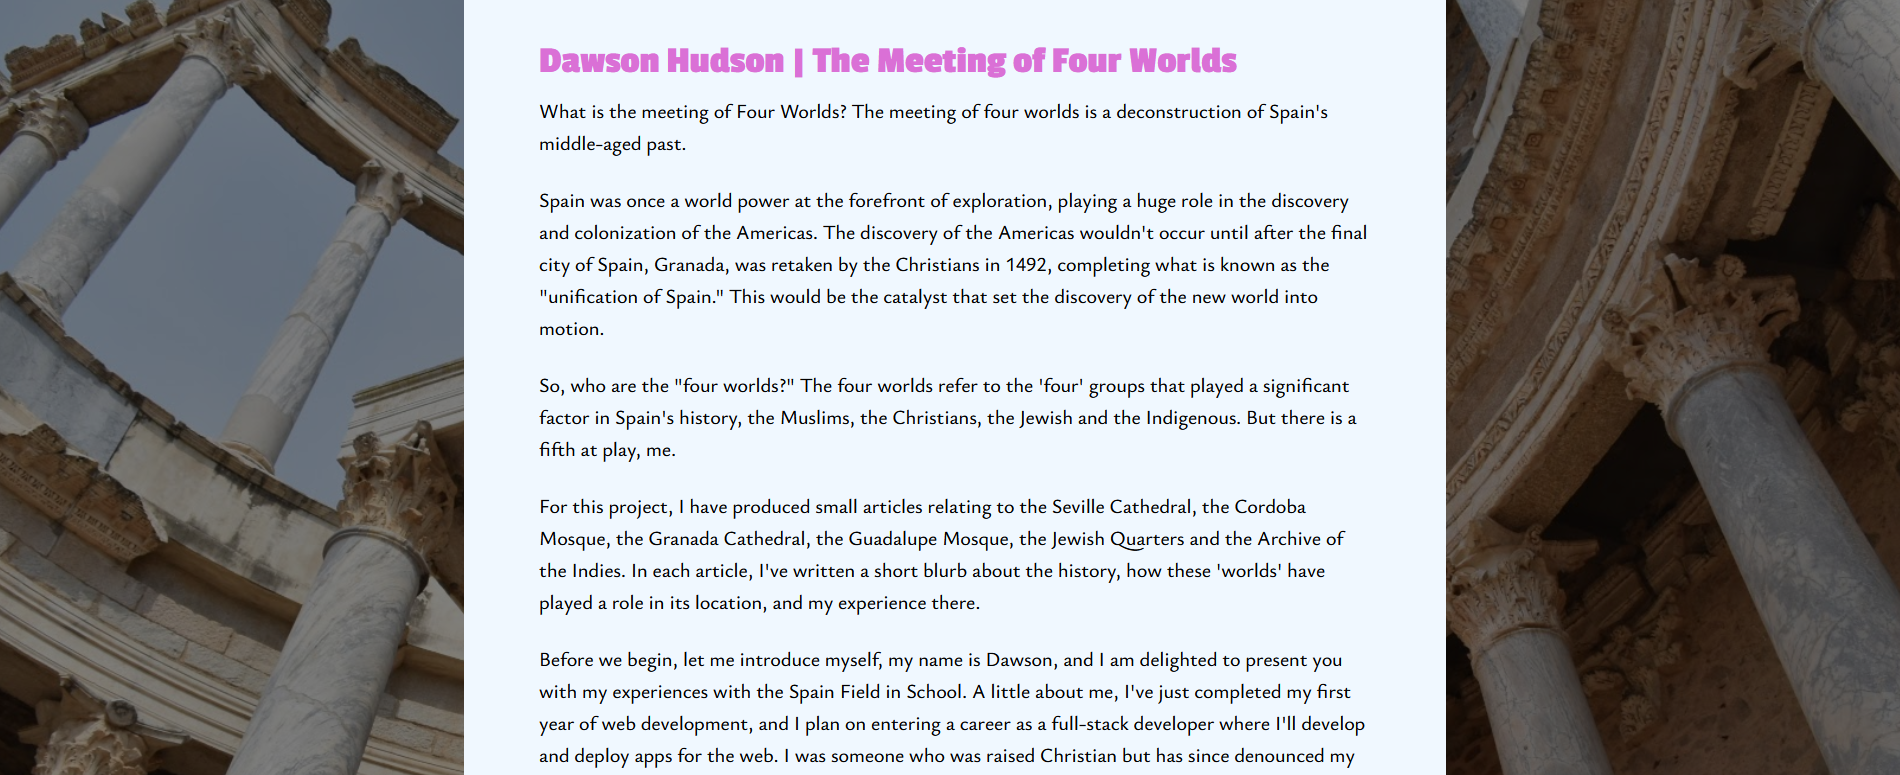 Dawson Hudson | The Meeting of Four Worlds
What is the meeting of Four Worlds? The meeting of four worlds is a deconstruction of Spain's
middle-aged past.
Spain was once a world power at the forefront of exploration, playing a huge role in the discovery
and colonization of the Americas. The discovery of the Americas wouldn't occur until after the final
city of Spain, Granada, was retaken by the Christians in 1492, completing what is known as the
"unification of Spain." This would be the catalyst that set the discovery of the new world into
motion.
So, who are the "four worlds?" The four worlds refer to the 'four' groups that played a significant
factor in Spain's history, the Muslims, the Christians, the Jewish and the Indigenous. But there is a
fifth at play, me.
For this project, I have produced small articles relating to the Seville Cathedral, the Cordoba
Mosque, the Granada Cathedral, the Guadalupe Mosque, the Jewish Quarters and the Archive of
the Indies. In each article, I've written a short blurb about the history, how these 'worlds' have
played a role in its location, and my experience there.
Before we begin, let me introduce myself, my name is Dawson, and I am delighted to present you
with my experiences with the Spain Field in School. A little about me, I've just completed my first
year of web development, and I plan on entering a career as a full-stack developer where I'll develop
and deploy apps for the web. I was someone who was raised Christian but has since denounced my